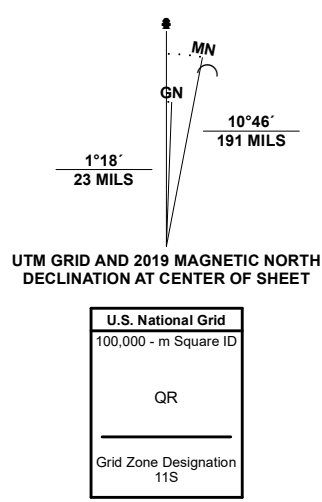 MN
GN
10°46´
191 MILS
1°18´
23 MILS
UTM GRID AND 2019 MAGNETIC NORTH
DECLINATION AT CENTER OF SHEET
U.S. National Grid
100,000 - m Square ID
QR
Grid Zone Designation
11S